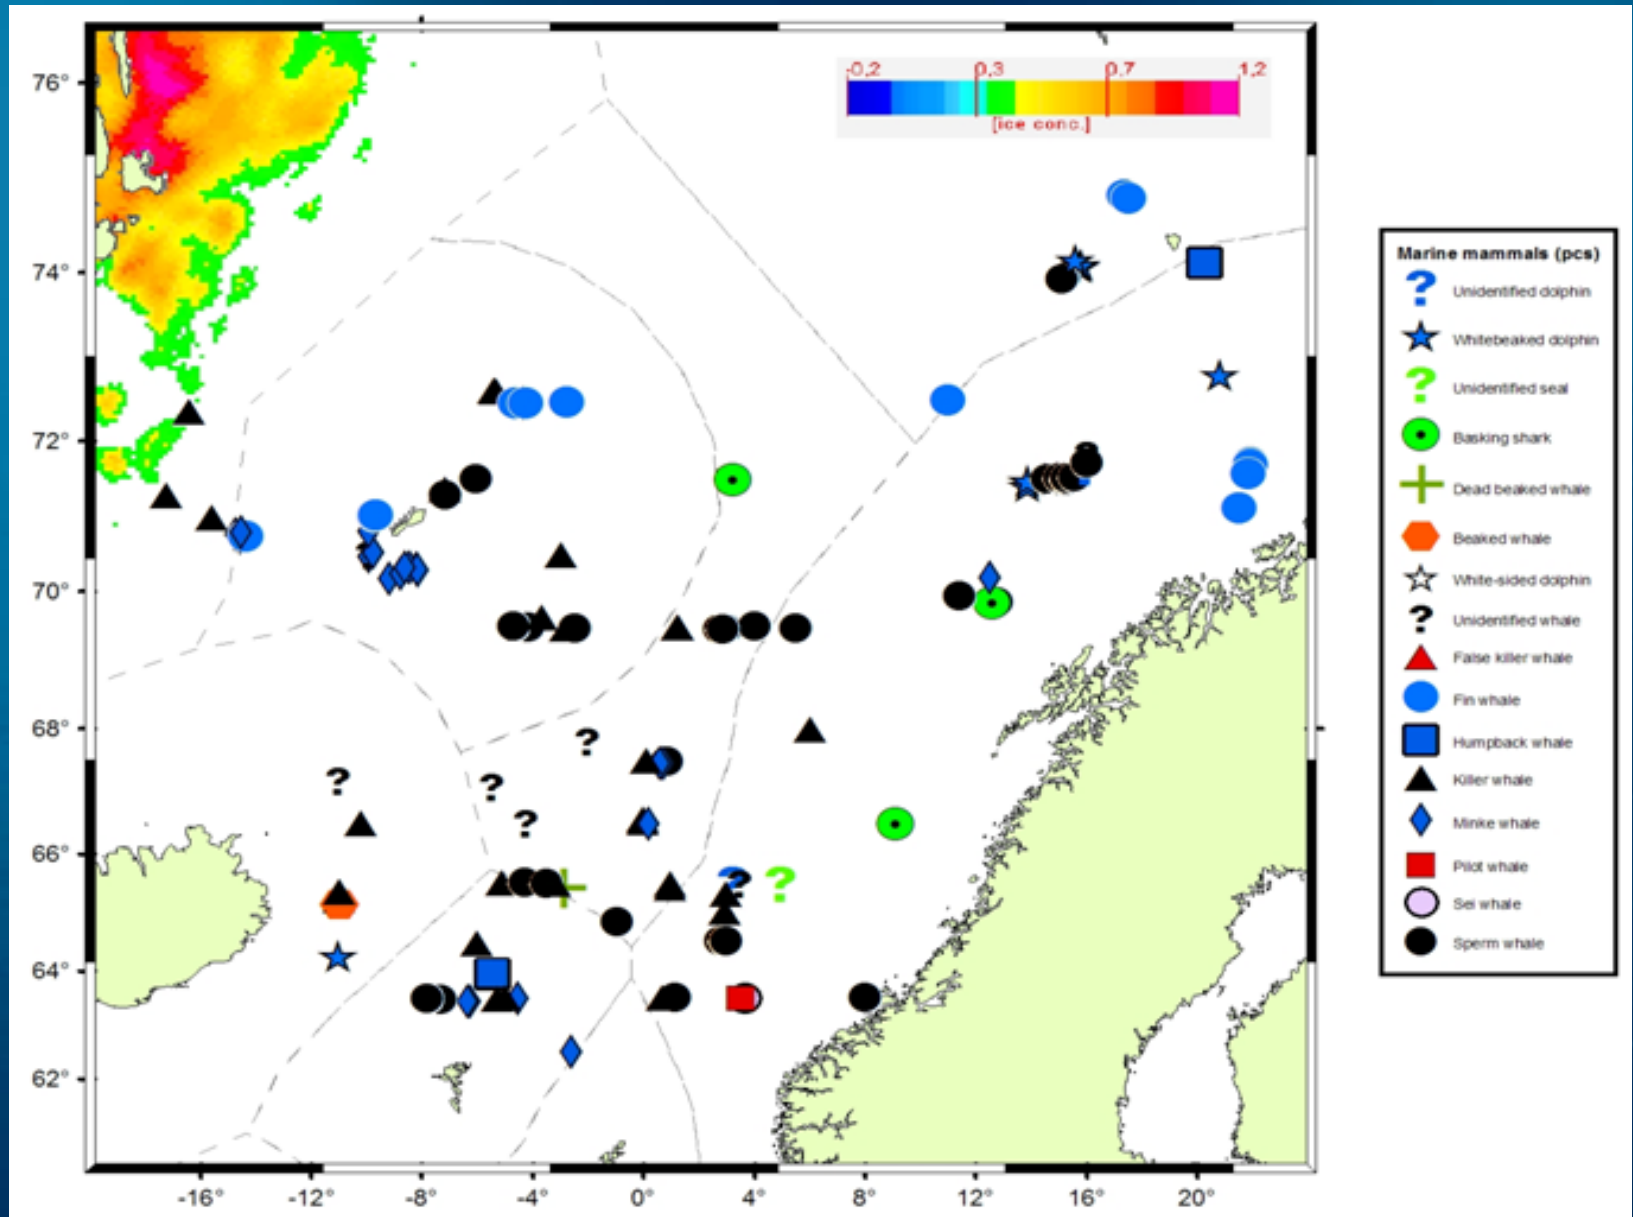 -0,2 0,3 0,7 1,2
[ice conc.]
76°
74°
72°
70°
68°
66°
64°
62°
-16° -12° -8° -4° 0° 4° 8° 12° 16° 20°
Marine mammals (pcs)
? Unidentified dolphin
Whitebeaked dolphin
? Unidentified seal
Basking shark
Dead beaked whale
Beaked whale
White-sided dolphin
? Unidentified whale
False killer whale
Fin whale
Humpback whale
Killer whale
Minke whale
Pilot whale
Sei whale
Sperm whale